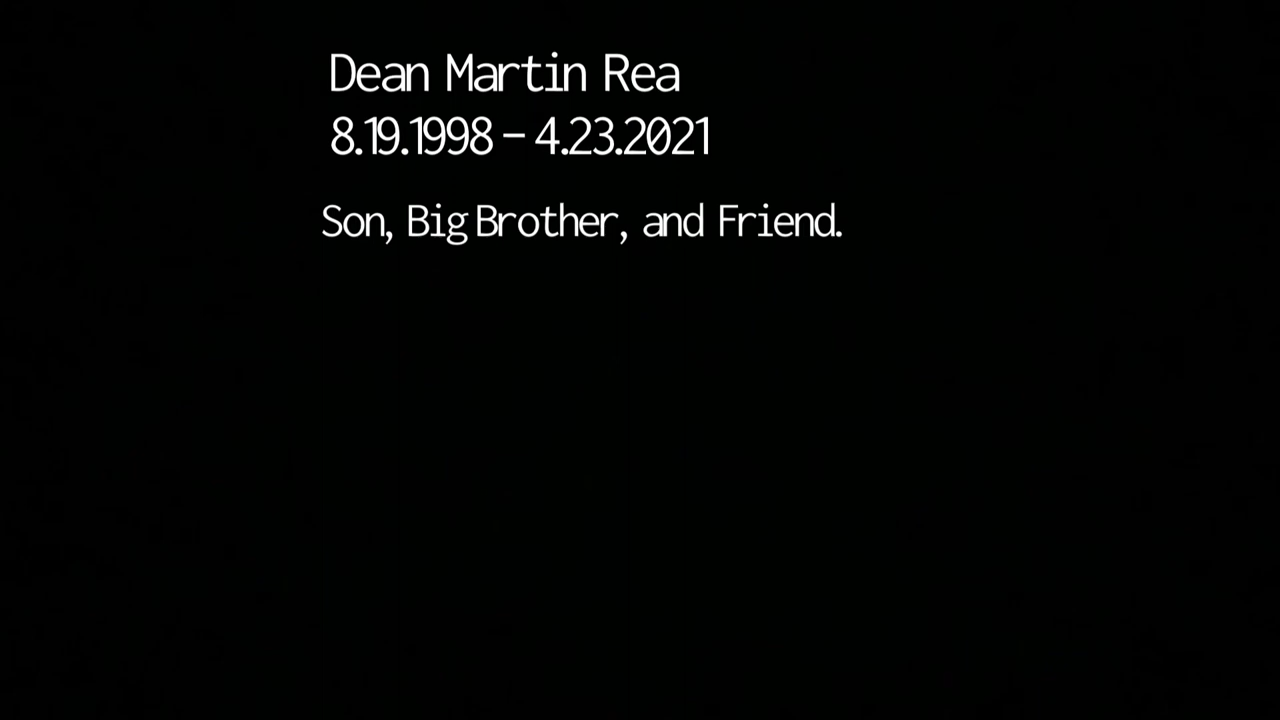 Dean Martin Rea
8.19.1998 – 4.23.2021
Son, Big Brother, and Friend.